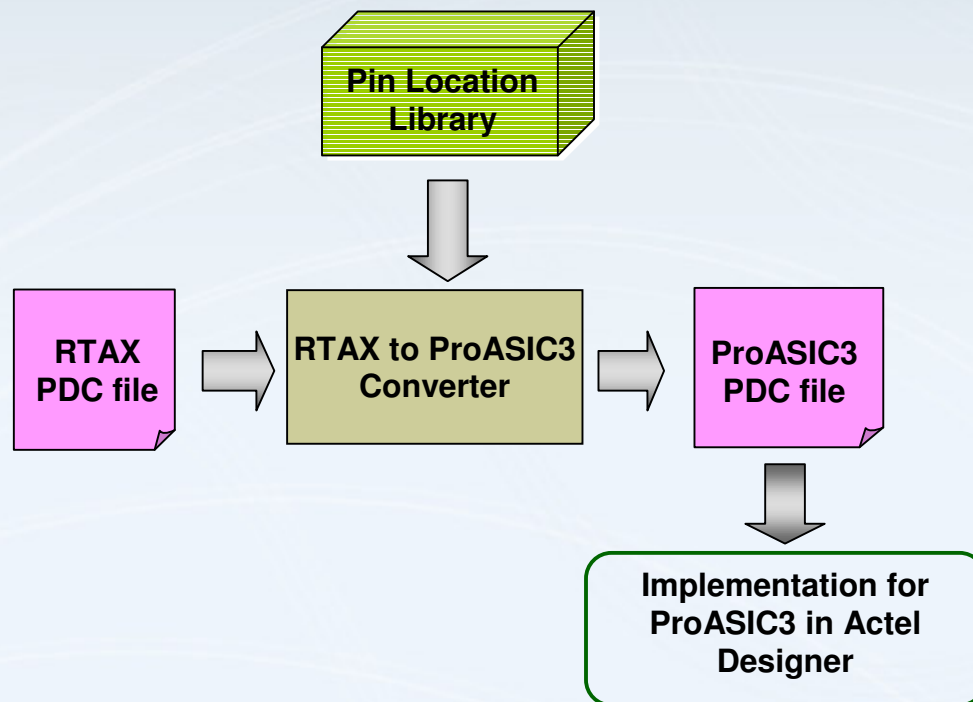 Pin Location
Library
RTAX
PDC file
RTAX to ProASIC3
Converter
ProASIC3
PDC file
Implementation for
ProASIC3 in Actel
Designer